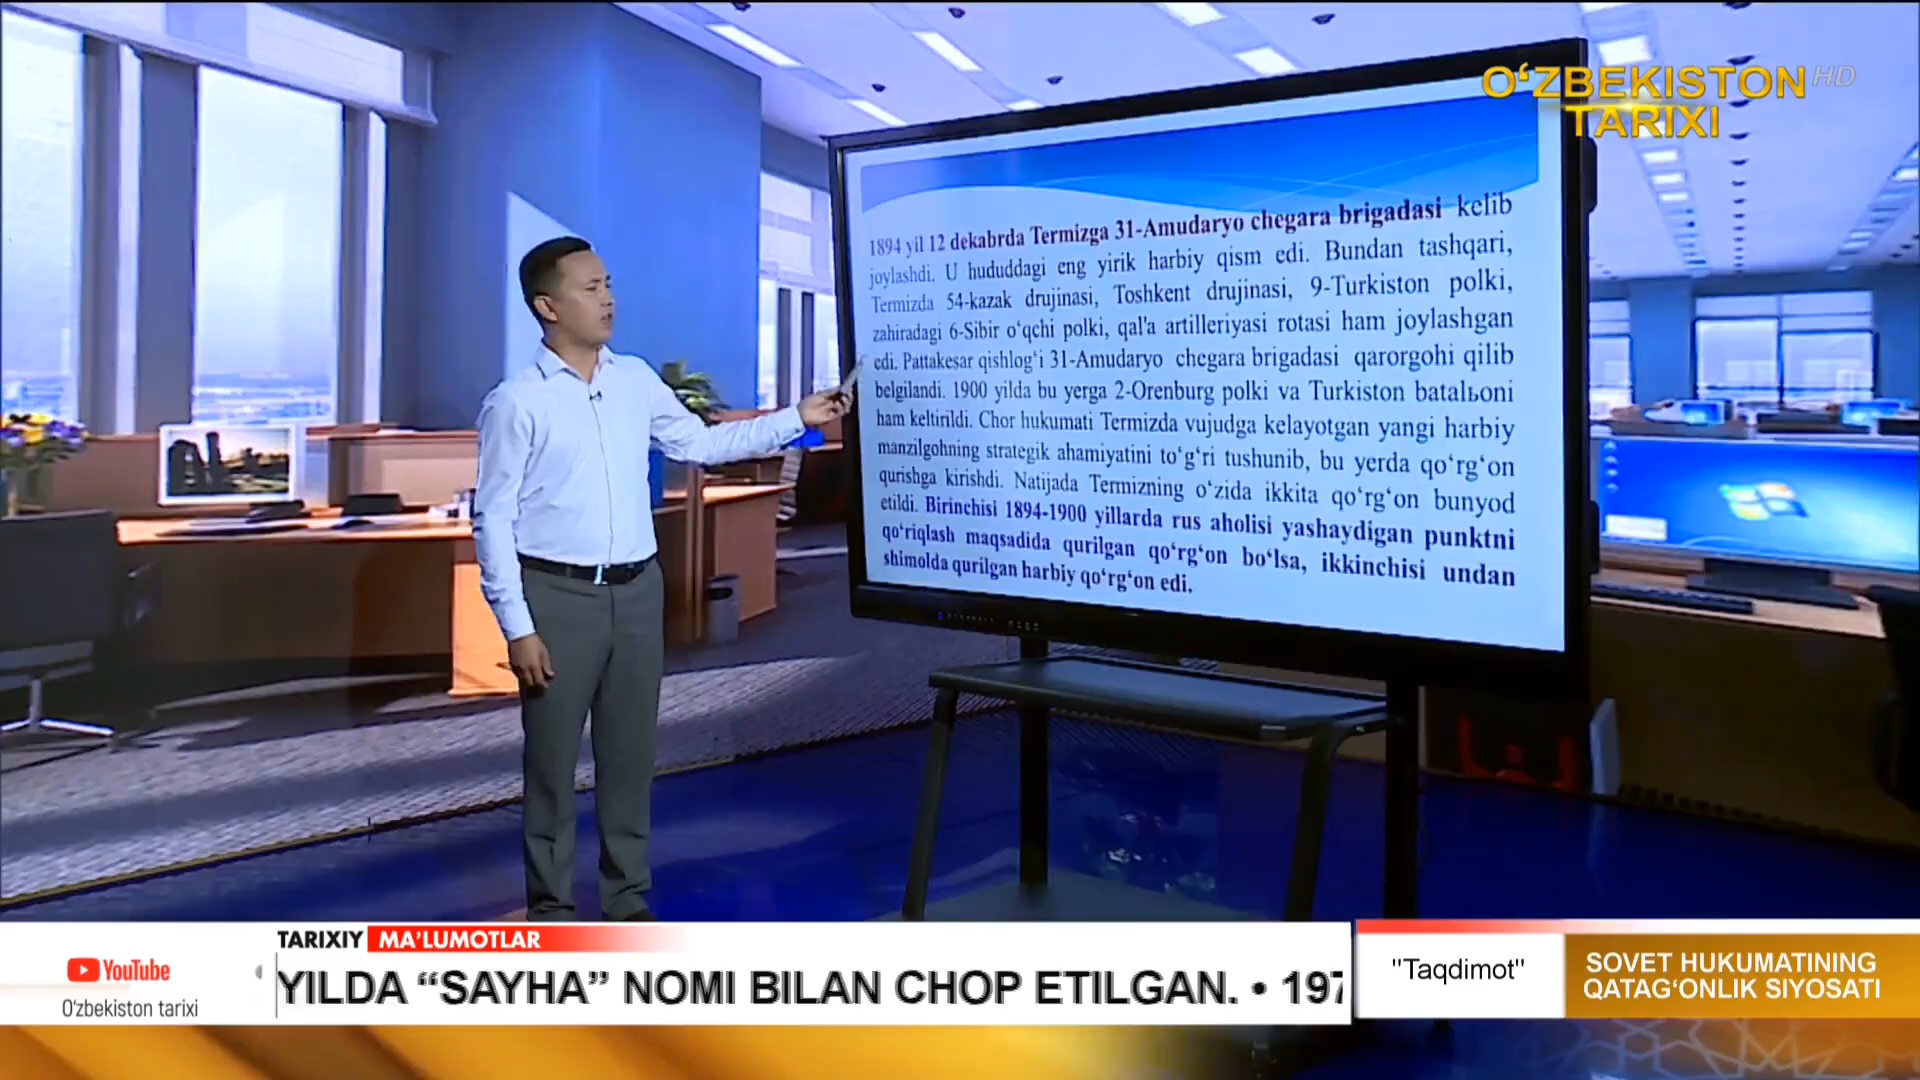 O‘ZBEKISTON HD
TARIXI
1894 yil 12 dekabrda Termizga 31-Amudaryo chegara brigadasi kelib
joylashdi. U hududdagi eng yirik harbiy qism edi. Bundan tashqari,
Termizda 54-kazak drujinasi, Toshkent drujinasi, 9-Turkiston polki,
zahiradagi 6-Sibir o‘qchi polki, qal'a artilleriyasi rotasi ham joylashgan
edi. Pattakesar qishlog‘i 31-Amudaryo chegara brigadasi qarorgohi qilib
belgilandi. 1900 yilda bu yerga 2-Orenburg polki va Turkiston batalьoni
ham keltirildi. Chor hukumati Termizda vujudga kelayotgan yangi harbiy
manzilgohning strategik ahamiyatini to‘g‘ri tushunib, bu yerda qo‘rg‘on
qurishga kirishdi. Natijada Termizning o‘zida ikkita qo‘rg‘on bunyod
etildi. Birinchisi 1894-1900 yillarda rus aholisi yashaydigan punktni
qo‘riqlash maqsadida qurilgan qo‘rg‘on bo‘lsa, ikkinchisi undan
shimolda qurilgan harbiy qo‘rg‘on edi.
TARIXIY MA’LUMOTLAR
YouTube
O‘zbekiston tarixi
YILDA “SAYHA” NOMI BILAN CHOP ETILGAN. • 197
"Taqdimot"
SOVET HUKUMATINING
QATAG‘ONLIK SIYOSATI